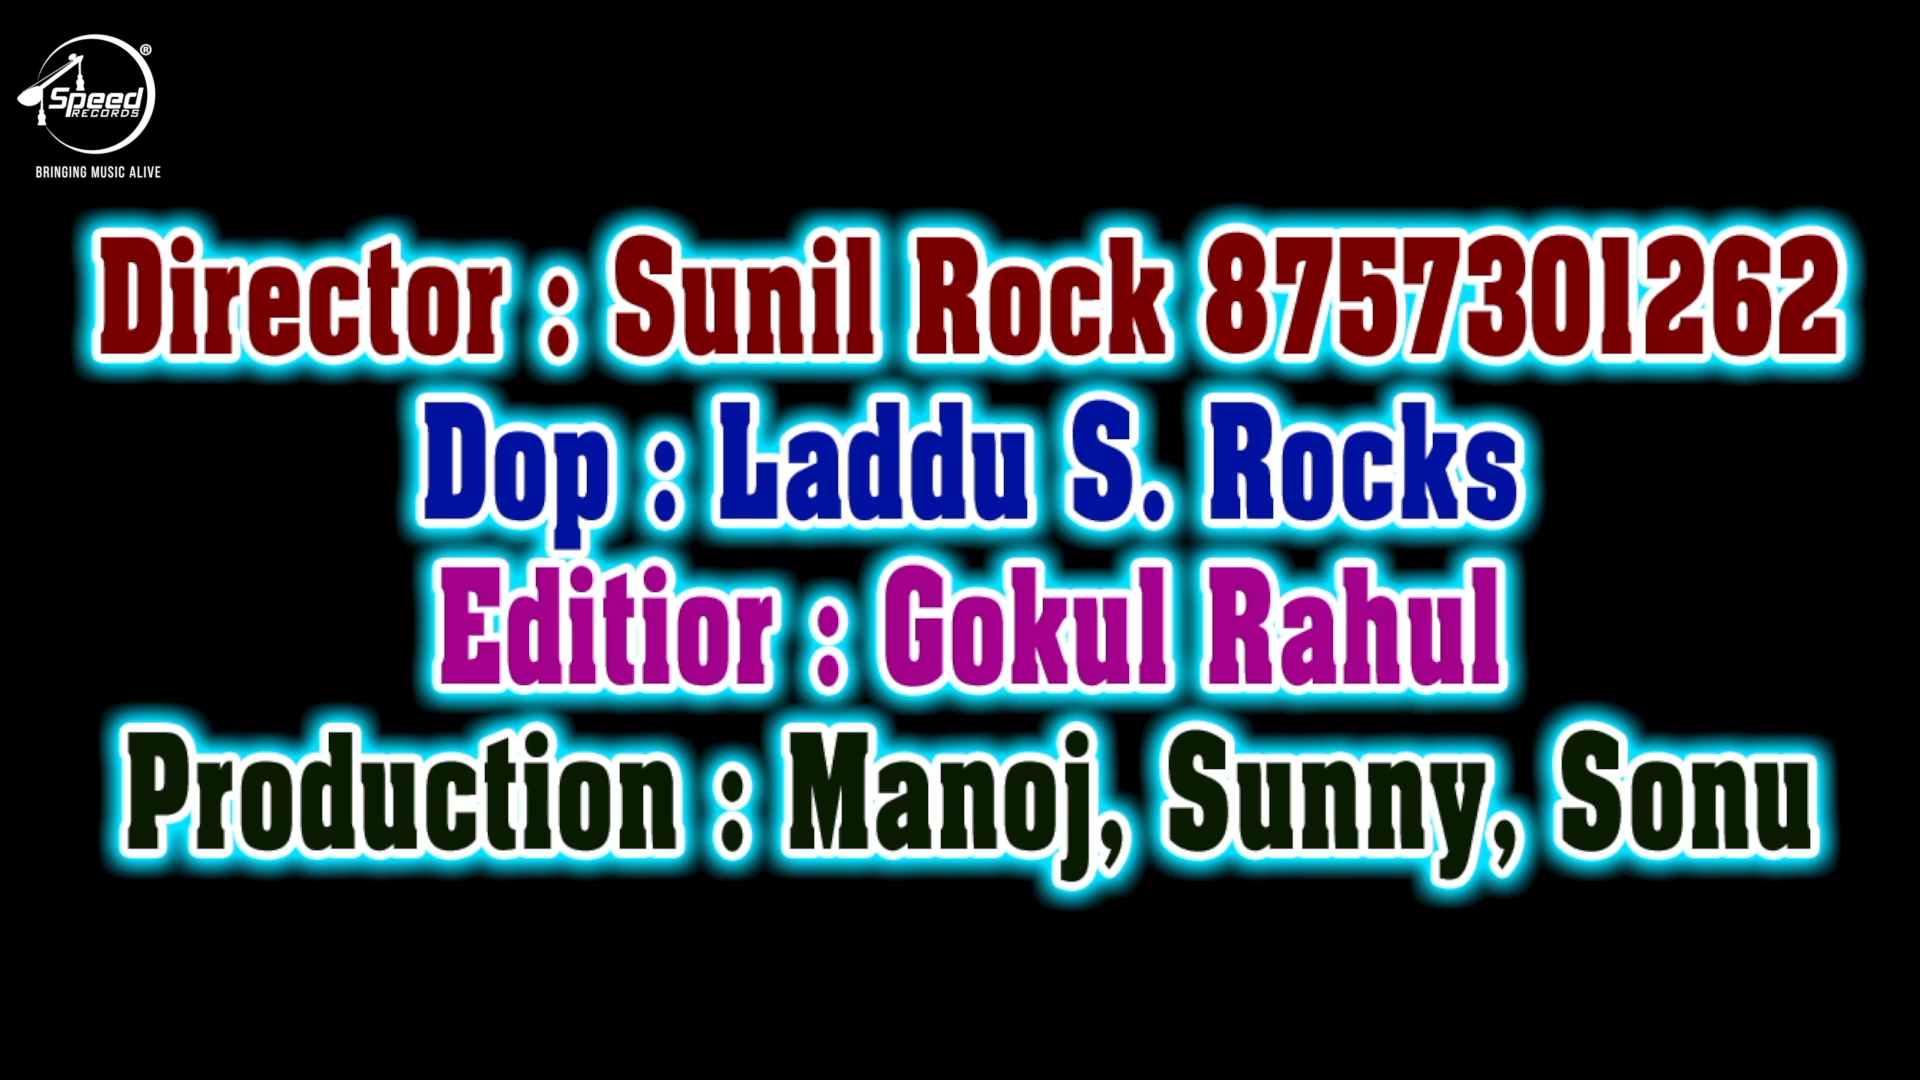 Speed
RECORDS
®
BRINGING MUSIC ALIVE
Director : Sunil Rock 8757301262
Dop : Laddu S. Rocks
Editior : Gokul Rahul
Production : Manoj, Sunny, Sonu